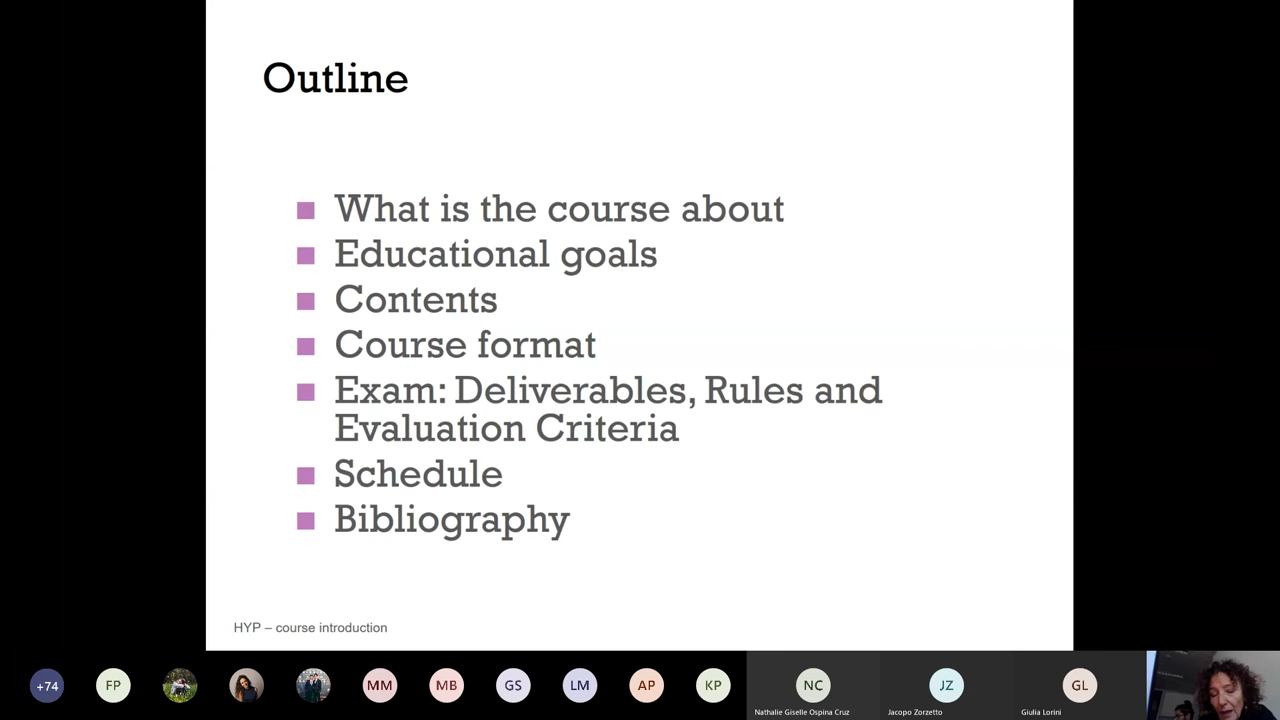 Outline
What is the course about
Educational goals
Contents
Course format
Exam: Deliverables, Rules and
Evaluation Criteria
Schedule
Bibliography
HYP – course introduction
+74
FP
MM
MB
GS
LM
AP
KP
NC
JZ
GL
Nathalie Giselle Ospina Cruz
Jacopo Zorzetto
Giulia Lorini